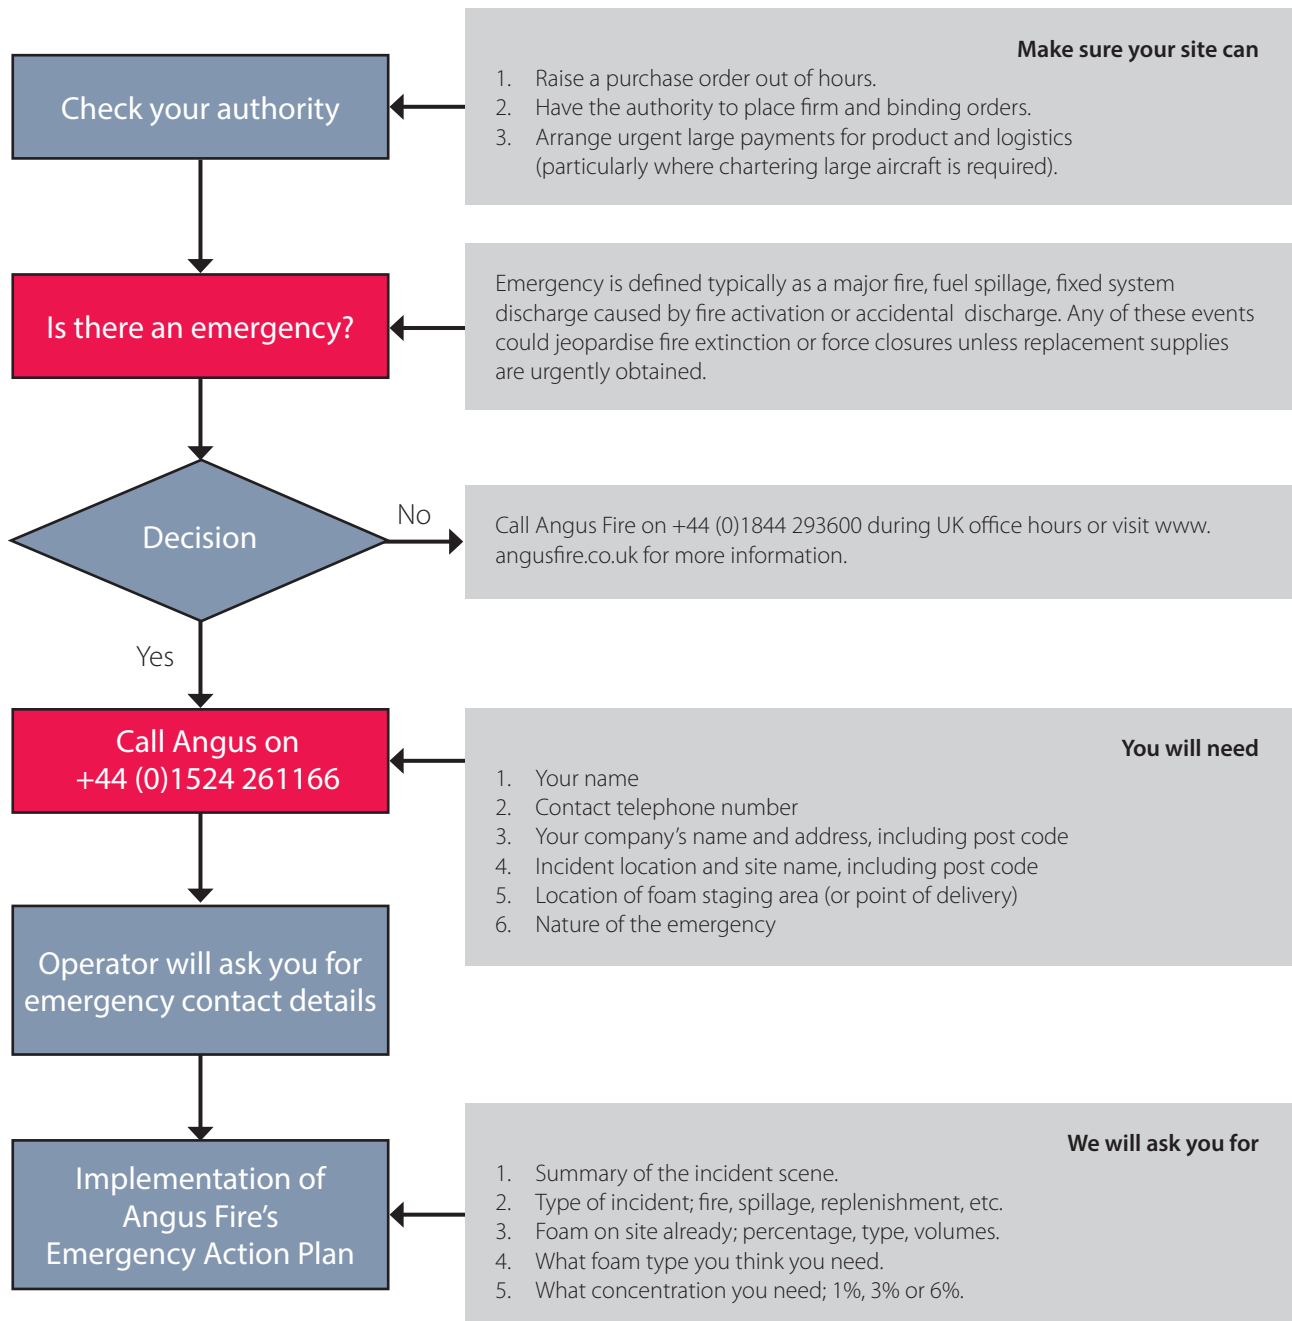 Check your authority
Make sure your site can
1. Raise a purchase order out of hours.
2. Have the authority to place firm and binding orders.
3. Arrange urgent large payments for product and logistics
(particularly where chartering large aircraft is required).
Is there an emergency?
Emergency is defined typically as a major fire, fuel spillage, fixed system
discharge caused by fire activation or accidental discharge. Any of these events
could jeopardise fire extinction or force closures unless replacement supplies
are urgently obtained.
Decision
No
Call Angus Fire on +44 (0)1844 293600 during UK office hours or visit www.
angusfire.co.uk for more information.
Yes
Call Angus on
+44 (0)1524 261166
You will need
1. Your name
2. Contact telephone number
3. Your company’s name and address, including post code
4. Incident location and site name, including post code
5. Location of foam staging area (or point of delivery)
6. Nature of the emergency
Operator will ask you for
emergency contact details
Implementation of
Angus Fire’s
Emergency Action Plan
We will ask you for
1. Summary of the incident scene.
2. Type of incident; fire, spillage, replenishment, etc.
3. Foam on site already; percentage, type, volumes.
4. What foam type you think you need.
5. What concentration you need; 1%, 3% or 6%.